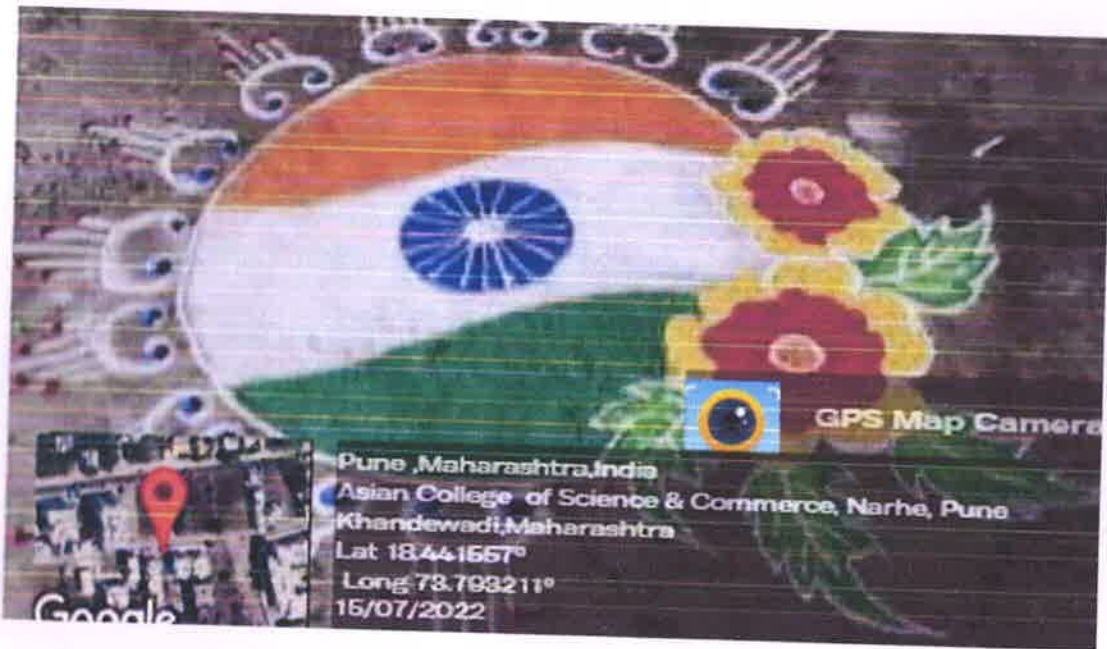 GPS Map Camera
Pune ,Maharashtra,India
Asian College of Science & Commerce, Narhe, Pune
Khandewadi,Maharashtra
Lat 18.441557°
Long 73.793211°
15/07/2022
Google